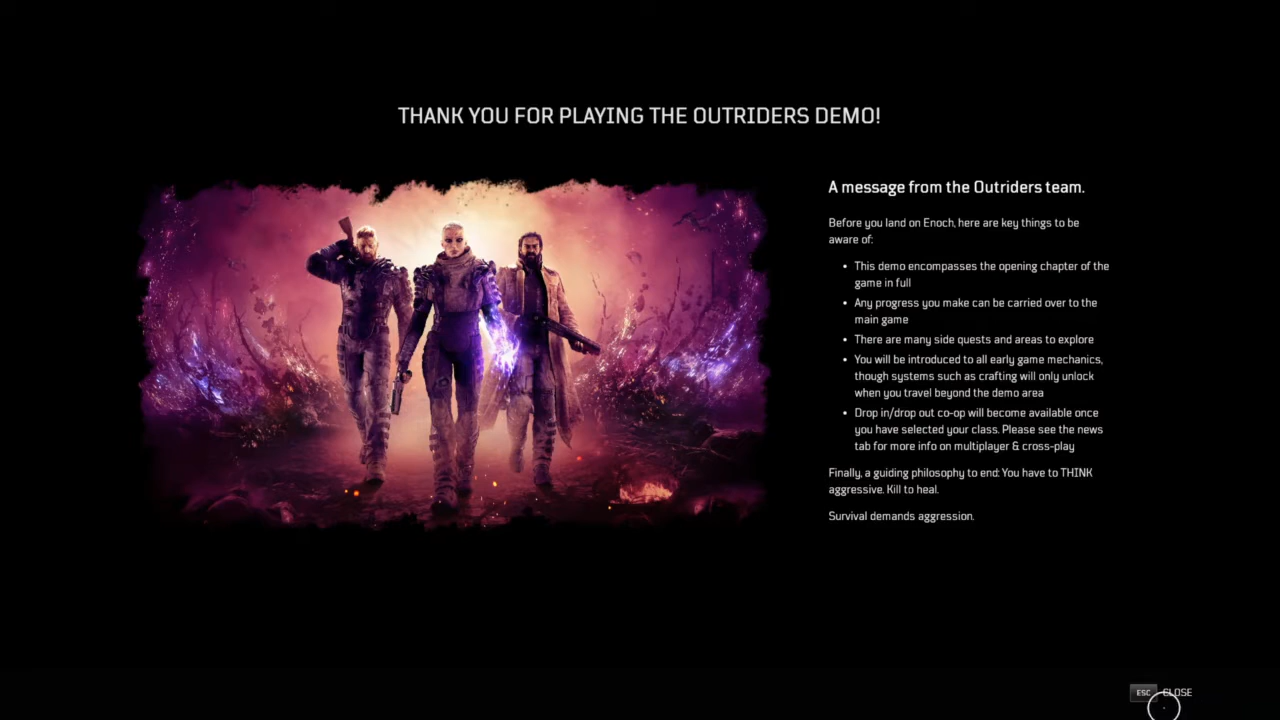 THANK YOU FOR PLAYING THE OUTRIDERS DEMO!
A message from the Outriders team.
Before you land on Enoch, here are key things to be
aware of:
• This demo encompasses the opening chapter of the
game in full
• Any progress you make can be carried over to the
main game
• There are many side quests and areas to explore
• You will be introduced to all early game mechanics,
though systems such as crafting will only unlock
when you travel beyond the demo area
• Drop in/drop out co-op will become available once
you have selected your class. Please see the news
tab for more info on multiplayer & cross-play
Finally, a guiding philosophy to end: You have to THINK
aggressive. Kill to heal.
Survival demands aggression.
ESC CLOSE